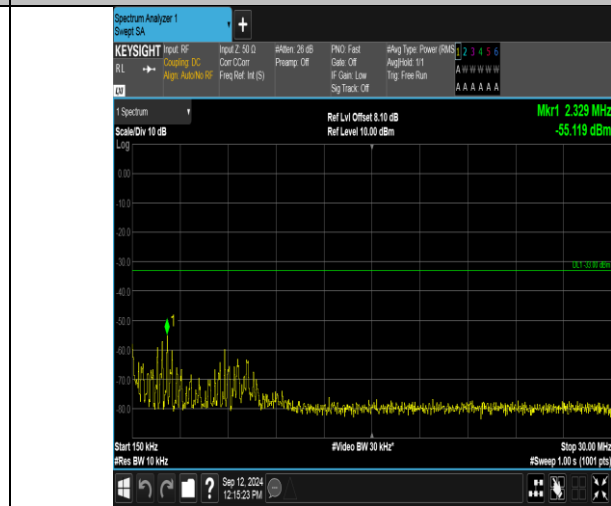 Spectrum Analyzer 1
Swept SA
+
KEYSIGHT
RL
Input: RF
Coupling: DC
Align: Auto/No RF
Input Z: 50 Ω
Corr CCorr
Freq Ref: Int (S)
#Atten: 26 dB
Preamp: Off
PNO: Fast
Gate: Off
IF Gain: Low
Sig Track: Off
#Avg Type: Power (RMS
Avg|Hold: 1/1
Trig: Free Run
1 2 3 4 5 6
A W W W W W
A A A A A A
1 Spectrum
Scale/Div 10 dB
Log
Ref Lvl Offset 8.10 dB
Ref Level 10.00 dBm
Mkr1 2.329 MHz
-55.119 dBm
0.00
-10.0
-20.0
-30.0
DL1 -33.00 dBm
-40.0
-50.0
1
-60.0
-70.0
-80.0
Start 150 kHz
#Res BW 10 kHz
#Video BW 30 kHz*
Stop 30.00 MHz
#Sweep 1.00 s (1001 pts)
?
Sep 12, 2024
12:15:23 PM